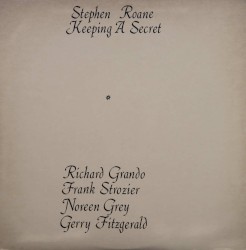 Stephen Roane
Keeping A Secret
Richard Grando
Frank Strozier
Noreen Grey
Gerry Fitzgerald